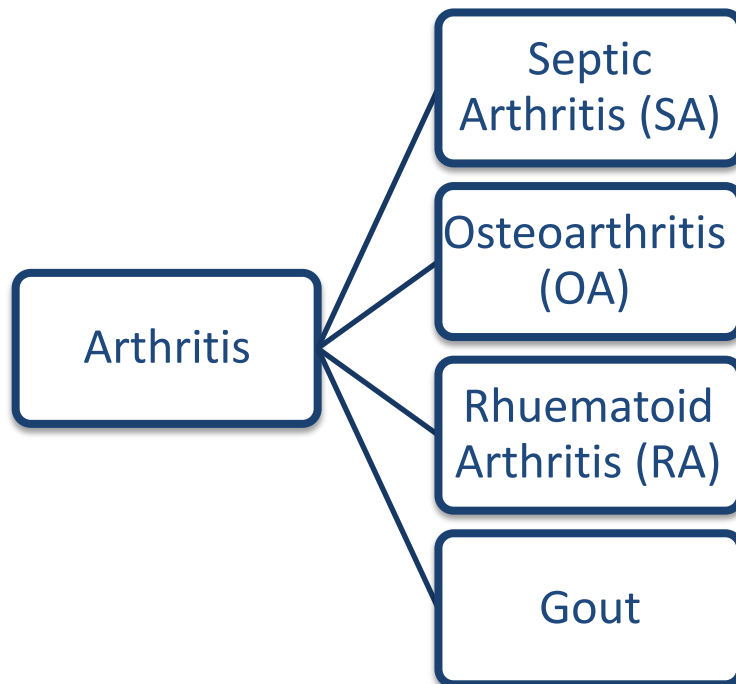 Septic
Arthritis (SA)
Osteoarthritis
(OA)
Arthritis
Rhuematoid
Arthritis (RA)
Gout